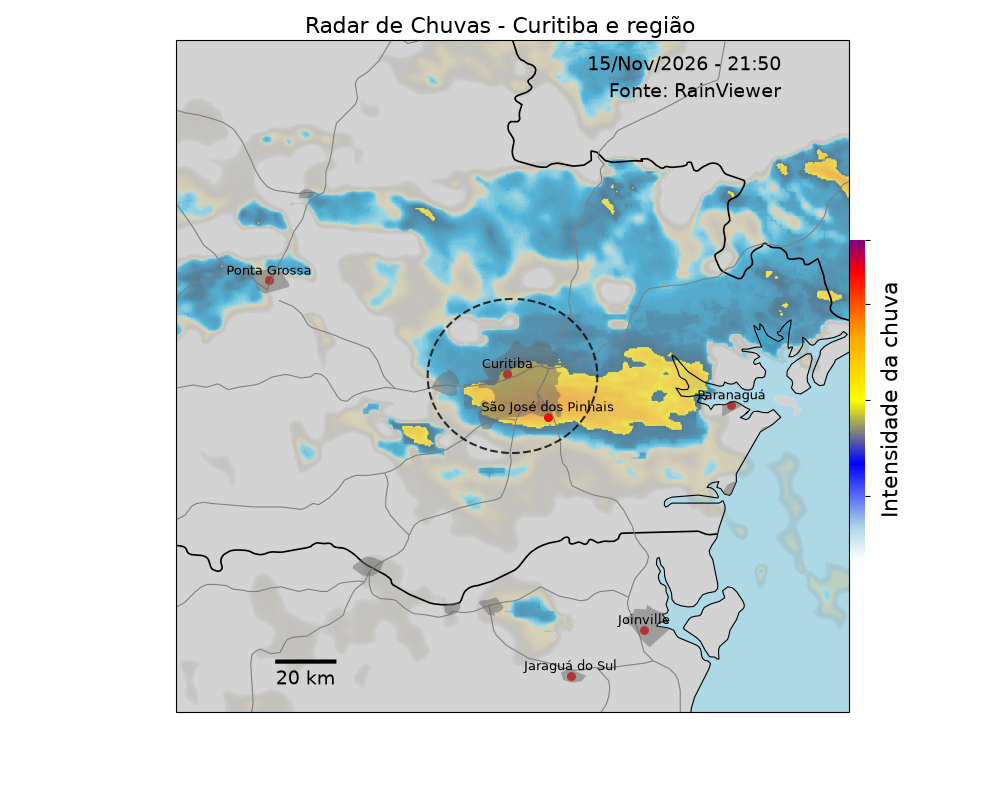 Radar de Chuvas - Curitiba e região
15/Nov/2026 - 21:50
Fonte: RainViewer
Ponta Grossa
Curitiba
Paranaguá
São José dos Pinhais
Intensidade da chuva
Joinville
Jaraguá do Sul
20 km